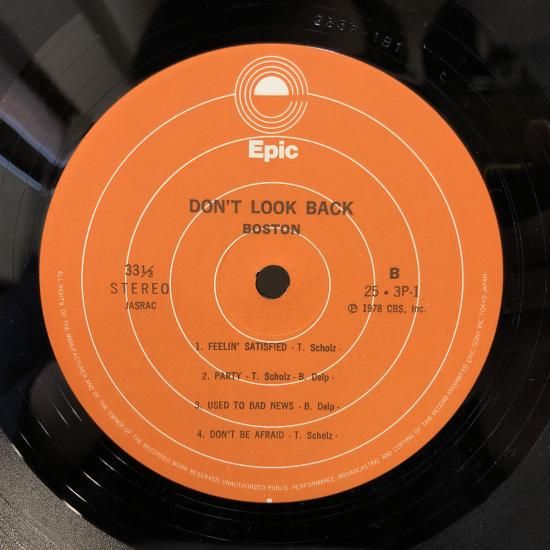 Epic
DON'T LOOK BACK
BOSTON
33⅓
STEREO
JASRAC
B
25・3P-1
Ⓟ 1978 CBS, Inc.
1. FEELIN' SATISFIED - T. Scholz -
2. PARTY - T. Scholz - B. Delp -
3. USED TO BAD NEWS - B. Delp -
4. DON'T BE AFRAID - T. Scholz -
ALL RIGHTS OF THE MANUFACTURER AND OF THE OWNER OF THE RECORDED WORK RESERVED. UNAUTHORIZED PUBLIC PERFORMANCE, BROADCASTING AND COPYING OF THIS RECORD PROHIBITED EPIC/SONY INC. TOKYO JAPAN